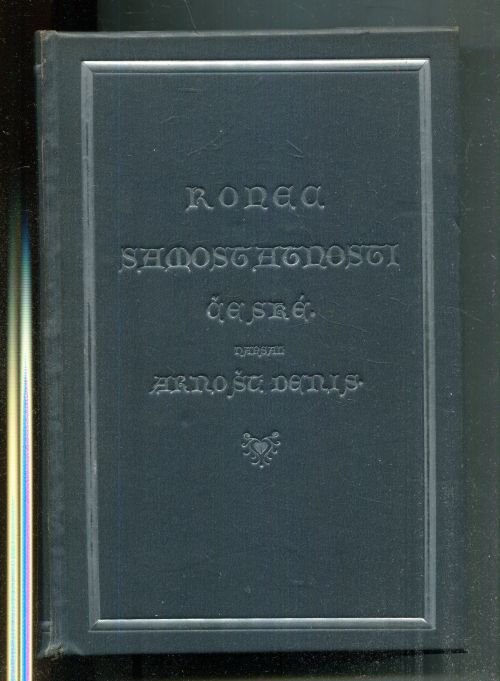 KONEC
SAMOSTATNOSTI
ČESKÉ.
NAPSAL
ARNOŠT DENIS.